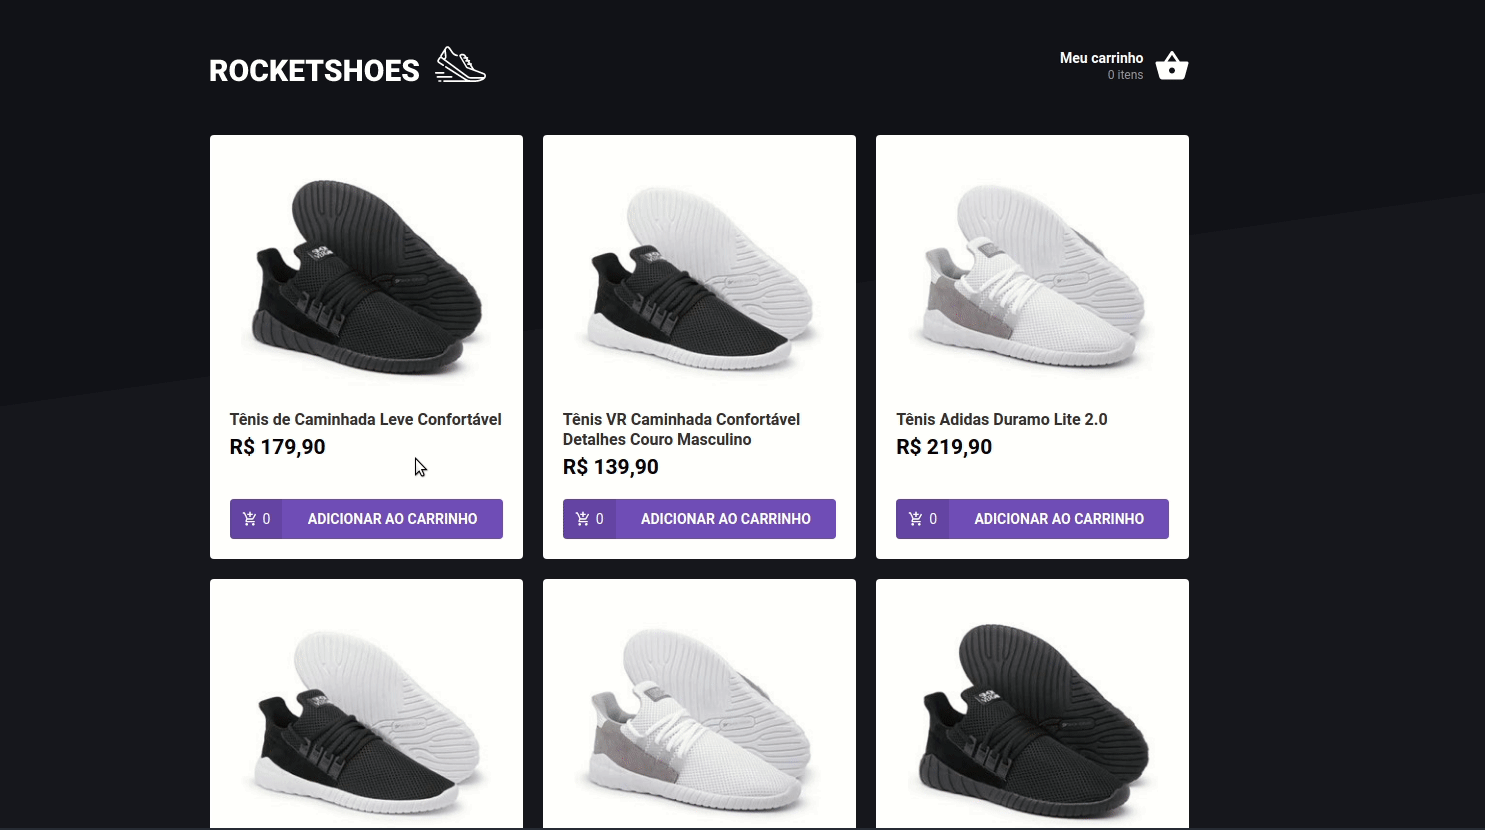 ROCKETSHOES
Meu carrinho
0 itens
Tênis de Caminhada Leve Confortável
R$ 179,90
0 ADICIONAR AO CARRINHO
Tênis VR Caminhada Confortável
Detalhes Couro Masculino
R$ 139,90
0 ADICIONAR AO CARRINHO
Tênis Adidas Duramo Lite 2.0
R$ 219,90
0 ADICIONAR AO CARRINHO